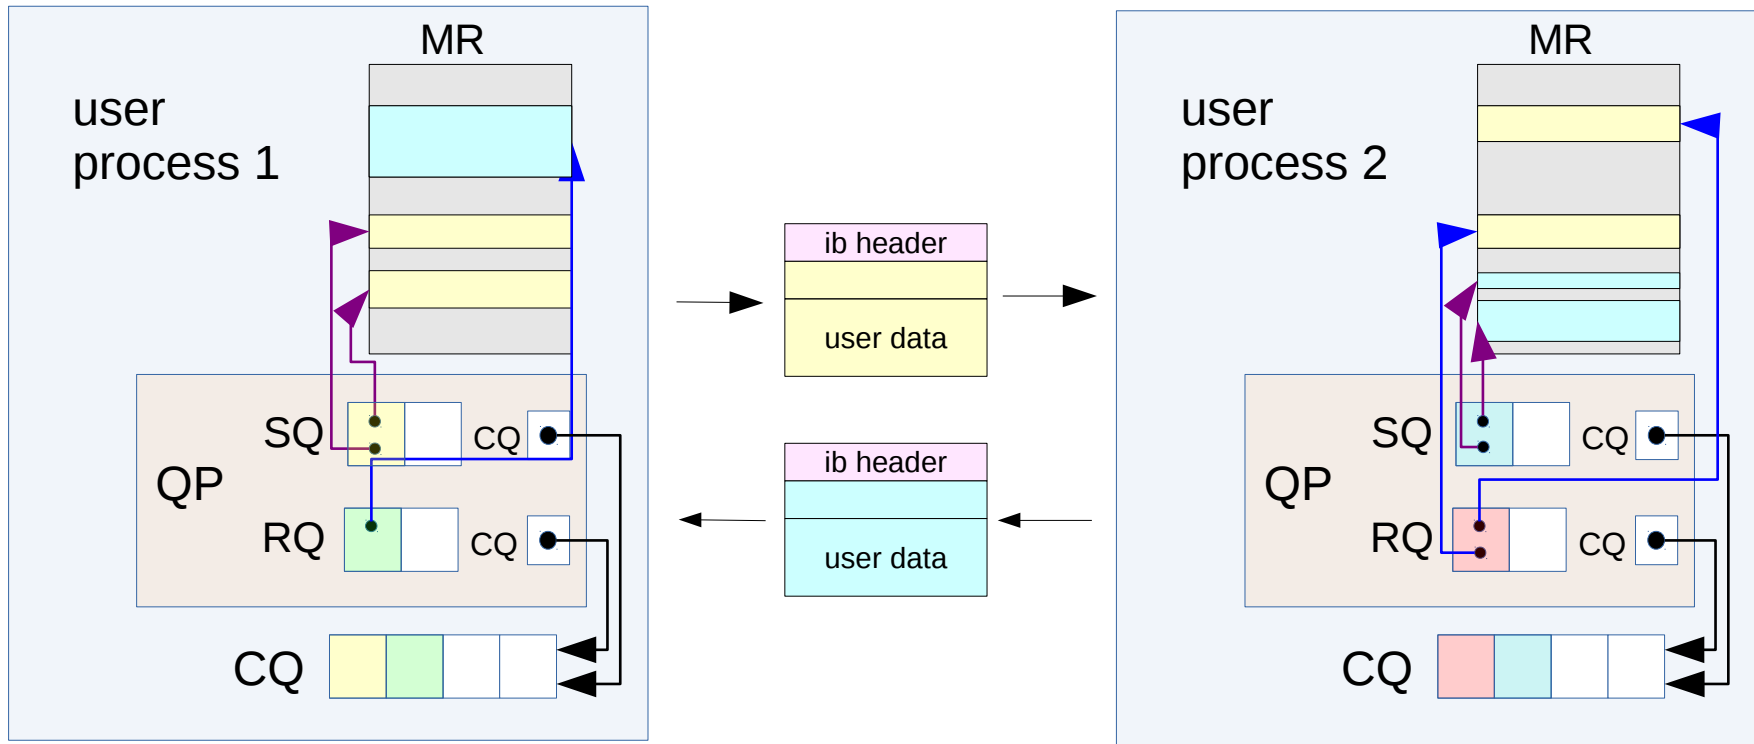 MR
user
process 1
SQ
CQ
QP
RQ
CQ
CQ
ib header
user data
ib header
user data
MR
user
process 2
SQ
CQ
QP
RQ
CQ
CQ